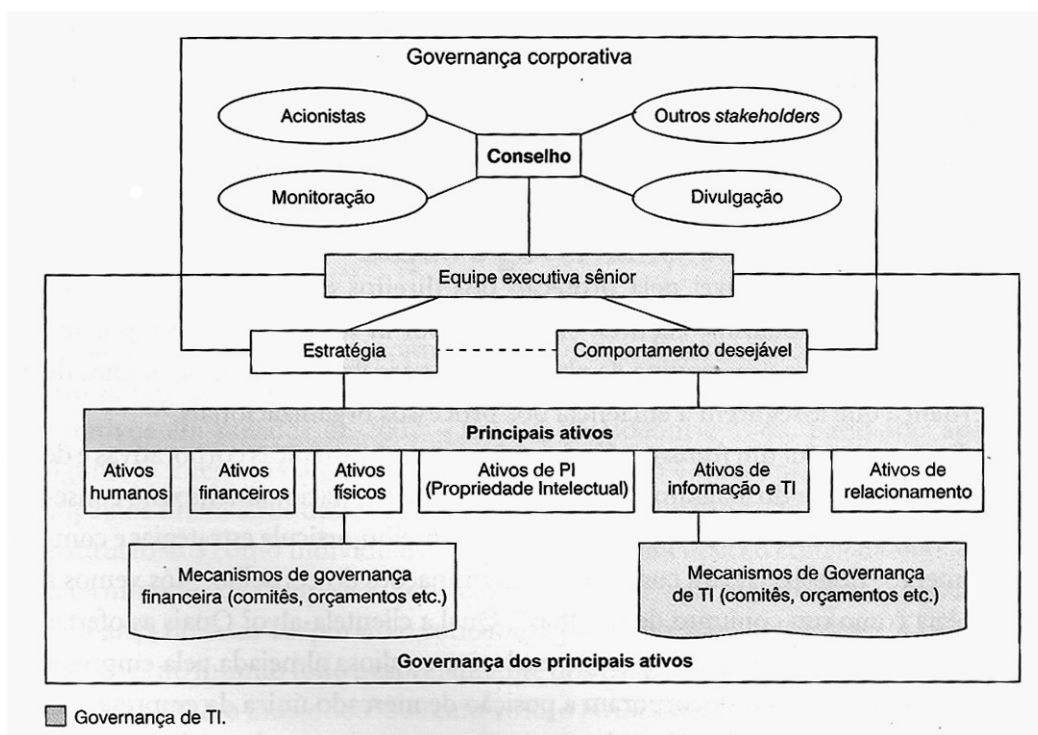 Governança corporativa
Acionistas
Outros stakeholders
Conselho
Monitoração
Divulgação
Equipe executiva sênior
Estratégia
Comportamento desejável
Principais ativos
Ativos
humanos
Ativos
financeiros
Ativos
físicos
Ativos de PI
(Propriedade Intelectual)
Ativos de
informação e TI
Ativos de
relacionamento
Mecanismos de governança
financeira (comitês, orçamentos etc.)
Mecanismos de Governança
de TI (comitês, orçamentos etc.)
Governança dos principais ativos
Governança de TI.